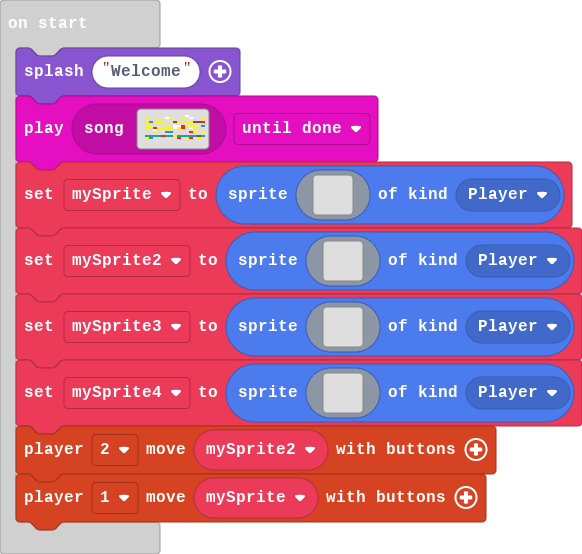 on start
splash "Welcome"
play song until done
set mySprite to sprite of kind Player
set mySprite2 to sprite of kind Player
set mySprite3 to sprite of kind Player
set mySprite4 to sprite of kind Player
player 2 move mySprite2 with buttons
player 1 move mySprite with buttons